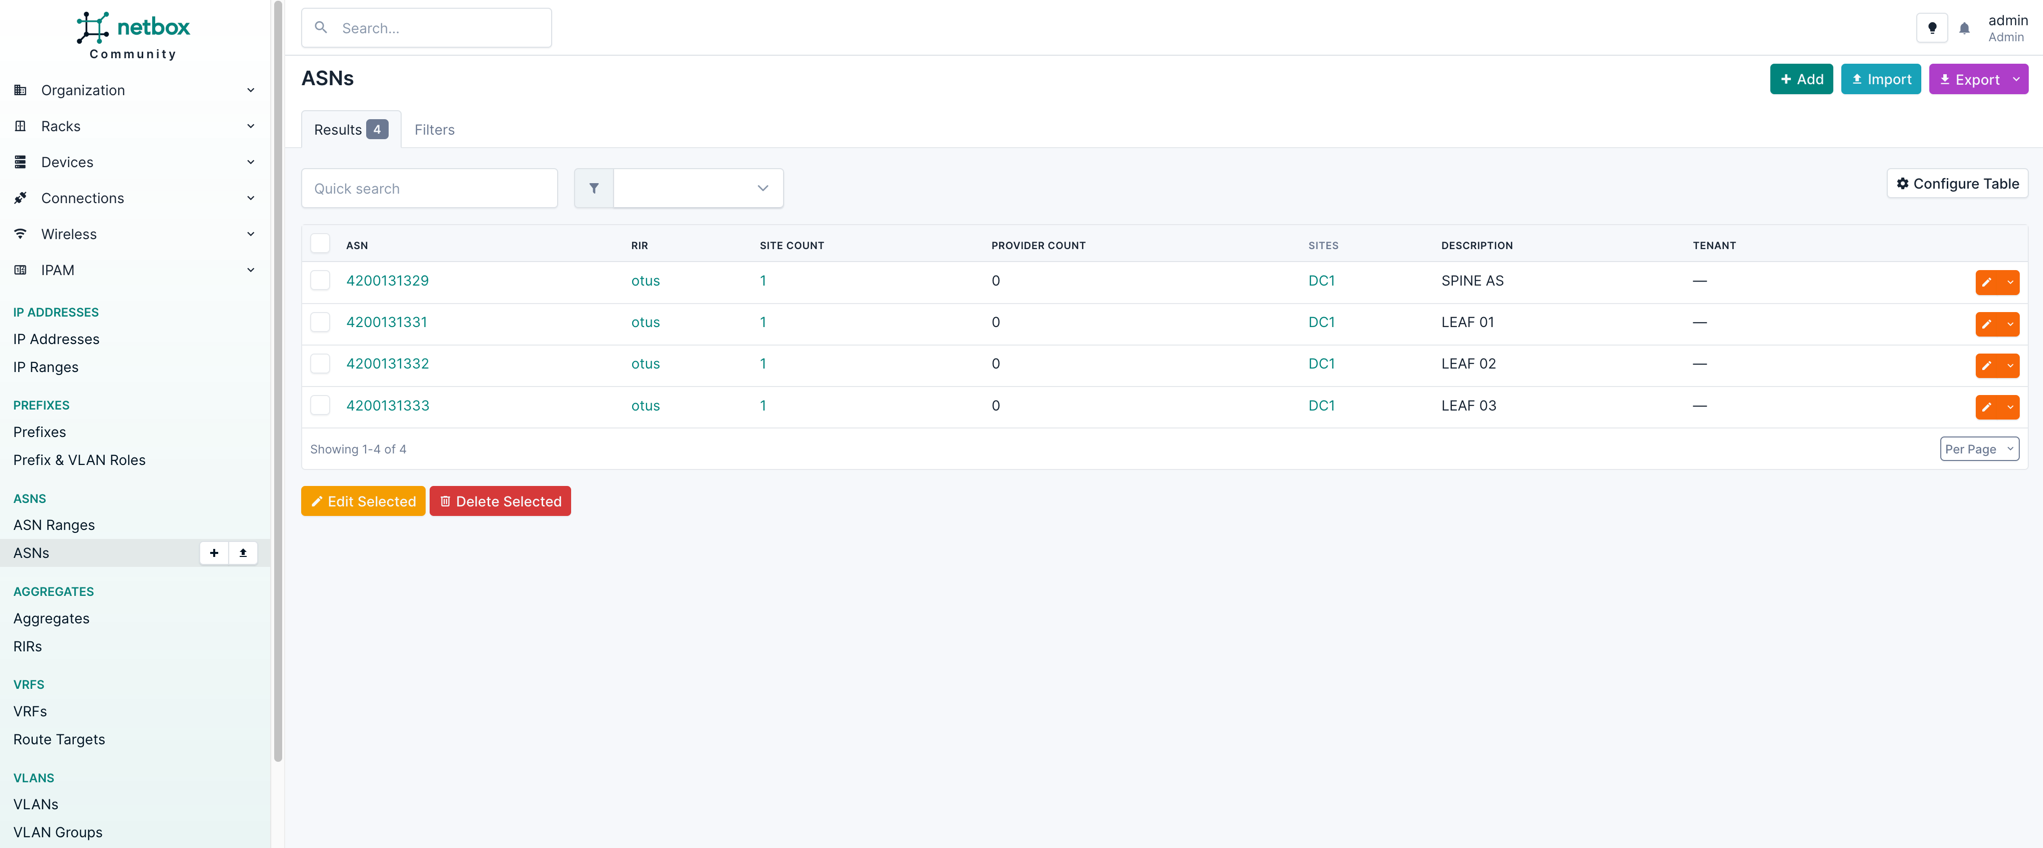 netbox
Community
Search...
admin
Admin
Organization
Racks
Devices
Connections
Wireless
IPAM
IP ADDRESSES
IP Addresses
IP Ranges
PREFIXES
Prefixes
Prefix & VLAN Roles
ASNS
ASN Ranges
ASNs
AGGREGATES
Aggregates
RIRs
VRFS
VRFs
Route Targets
VLANS
VLANs
VLAN Groups
ASNs
+ Add
Import
Export
Results 4
Filters
Quick search
Configure Table
ASN RIR SITE COUNT PROVIDER COUNT SITES DESCRIPTION TENANT
4200131329 otus 1 0 DC1 SPINE AS —
4200131331 otus 1 0 DC1 LEAF 01 —
4200131332 otus 1 0 DC1 LEAF 02 —
4200131333 otus 1 0 DC1 LEAF 03 —
Showing 1-4 of 4
Per Page
Edit Selected
Delete Selected